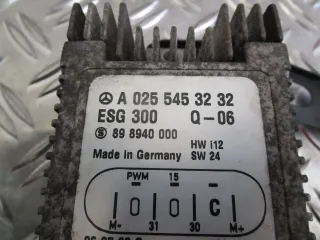 A 025 545 32 32
ESG 300 Q-06
89 8940 000
HW i12
Made in Germany SW 24
PWM 15
0 0 C
M- 31 30 M+